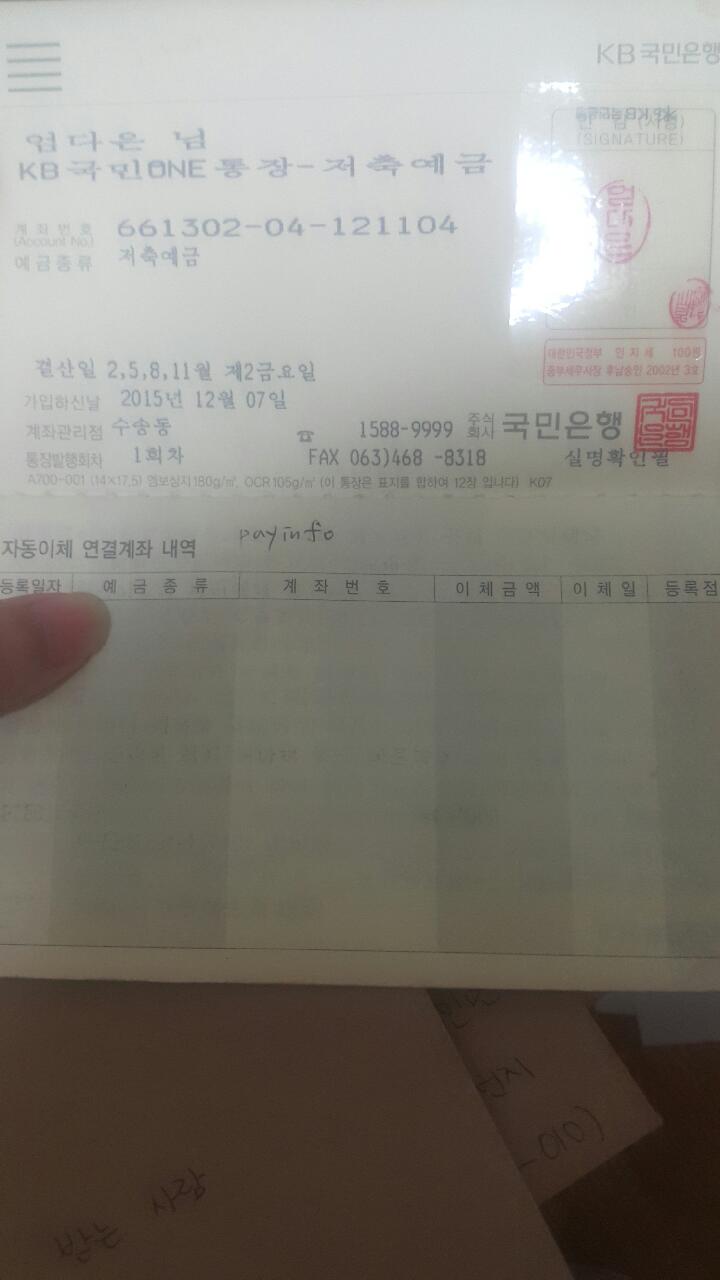 KB국민은행
엄다은 님
KB국민ONE통장-저축예금
(SIGNATURE)
계좌번호
(Account No.) 661302-04-121104
예금종류 저축예금
엄다은
결산일 2,5,8,11월 제2금요일
대한민국정부 인지세 100원
중부세무서장 후납승인 2002년 3호
가입하신날 2015년 12월 07일
계좌관리점 수송동 ☎ 1588-9999 주식회사 국민은행
통장발행회차 1회차 FAX 063)468 -8318 실명확인필
A700-001 (14×17.5) 엠보싱지180g/㎡, OCR105g/㎡ (이 통장은 표지를 합하여 12장 입니다) K07
자동이체 연결계좌 내역 payinfo
등록일자 예금종류 계좌번호 이체금액 이체일 등록점
현지
-010)
받는 사람